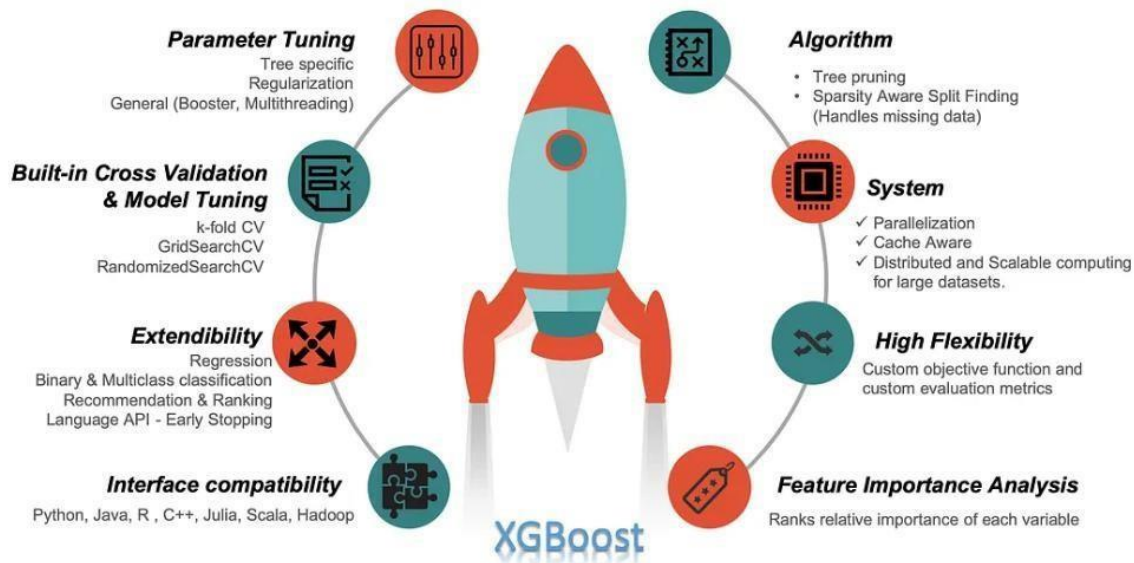 Parameter Tuning
Tree specific
Regularization
General (Booster, Multithreading)
Built-in Cross Validation
& Model Tuning
k-fold CV
GridSearchCV
RandomizedSearchCV
Extendibility
Regression
Binary & Multiclass classification
Recommendation & Ranking
Language API - Early Stopping
Interface compatibility
Python, Java, R , C++, Julia, Scala, Hadoop
Algorithm
• Tree pruning
• Sparsity Aware Split Finding
(Handles missing data)
System
✓ Parallelization
✓ Cache Aware
✓ Distributed and Scalable computing
for large datasets.
High Flexibility
Custom objective function and
custom evaluation metrics
Feature Importance Analysis
Ranks relative importance of each variable
XGBoost